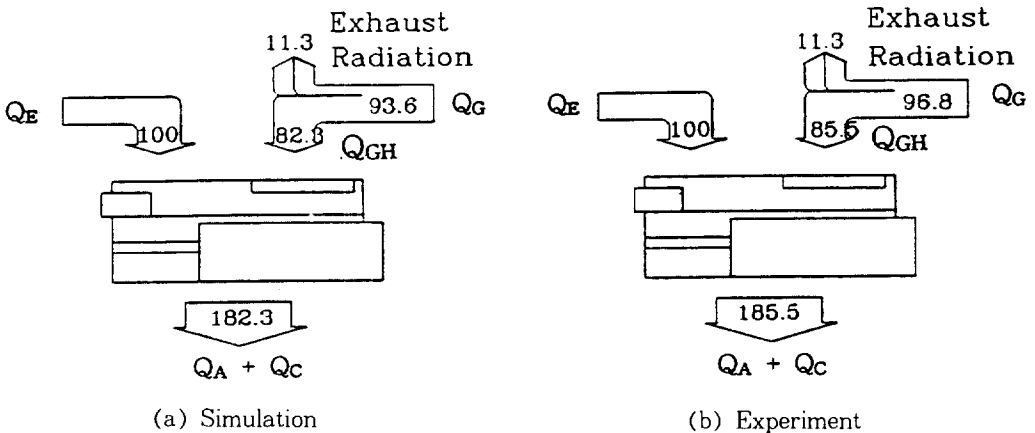 Exhaust
11.3 Radiation
QE
93.6 QG
100
82.3 QGH
182.3
QA + QC
(a) Simulation
Exhaust
11.3 Radiation
QE
96.8 QG
100
85.5 QGH
185.5
QA + QC
(b) Experiment